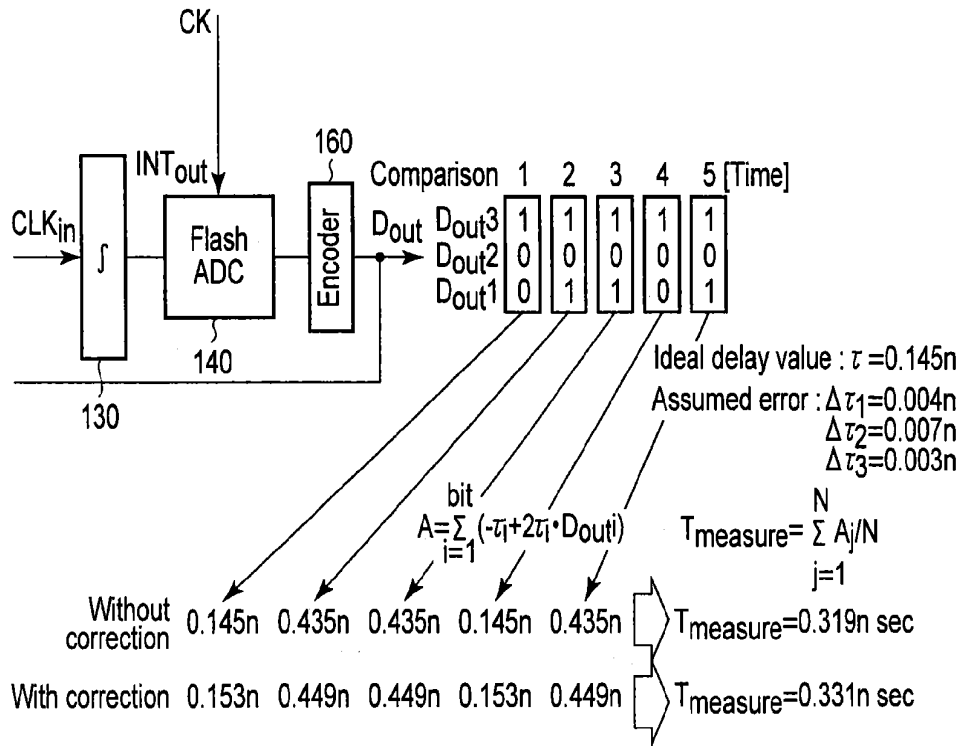 CK
160
INTout
Comparison 1 2 3 4 5 [Time]
CLKin
∫
Flash
ADC
Encoder
Dout
Dout3 1 1 1 1 1
Dout2 0 0 0 0 0
Dout1 0 1 1 0 1
140
130
Ideal delay value : τ =0.145n
Assumed error : Δτ1=0.004n
Δτ2=0.007n
Δτ3=0.003n
bit
A=Σ (-τi+2τi·Douti)
i=1
N
Tmeasure= Σ Aj/N
j=1
Without
correction 0.145n 0.435n 0.435n 0.145n 0.435n Tmeasure=0.319n sec
With correction 0.153n 0.449n 0.449n 0.153n 0.449n Tmeasure=0.331n sec